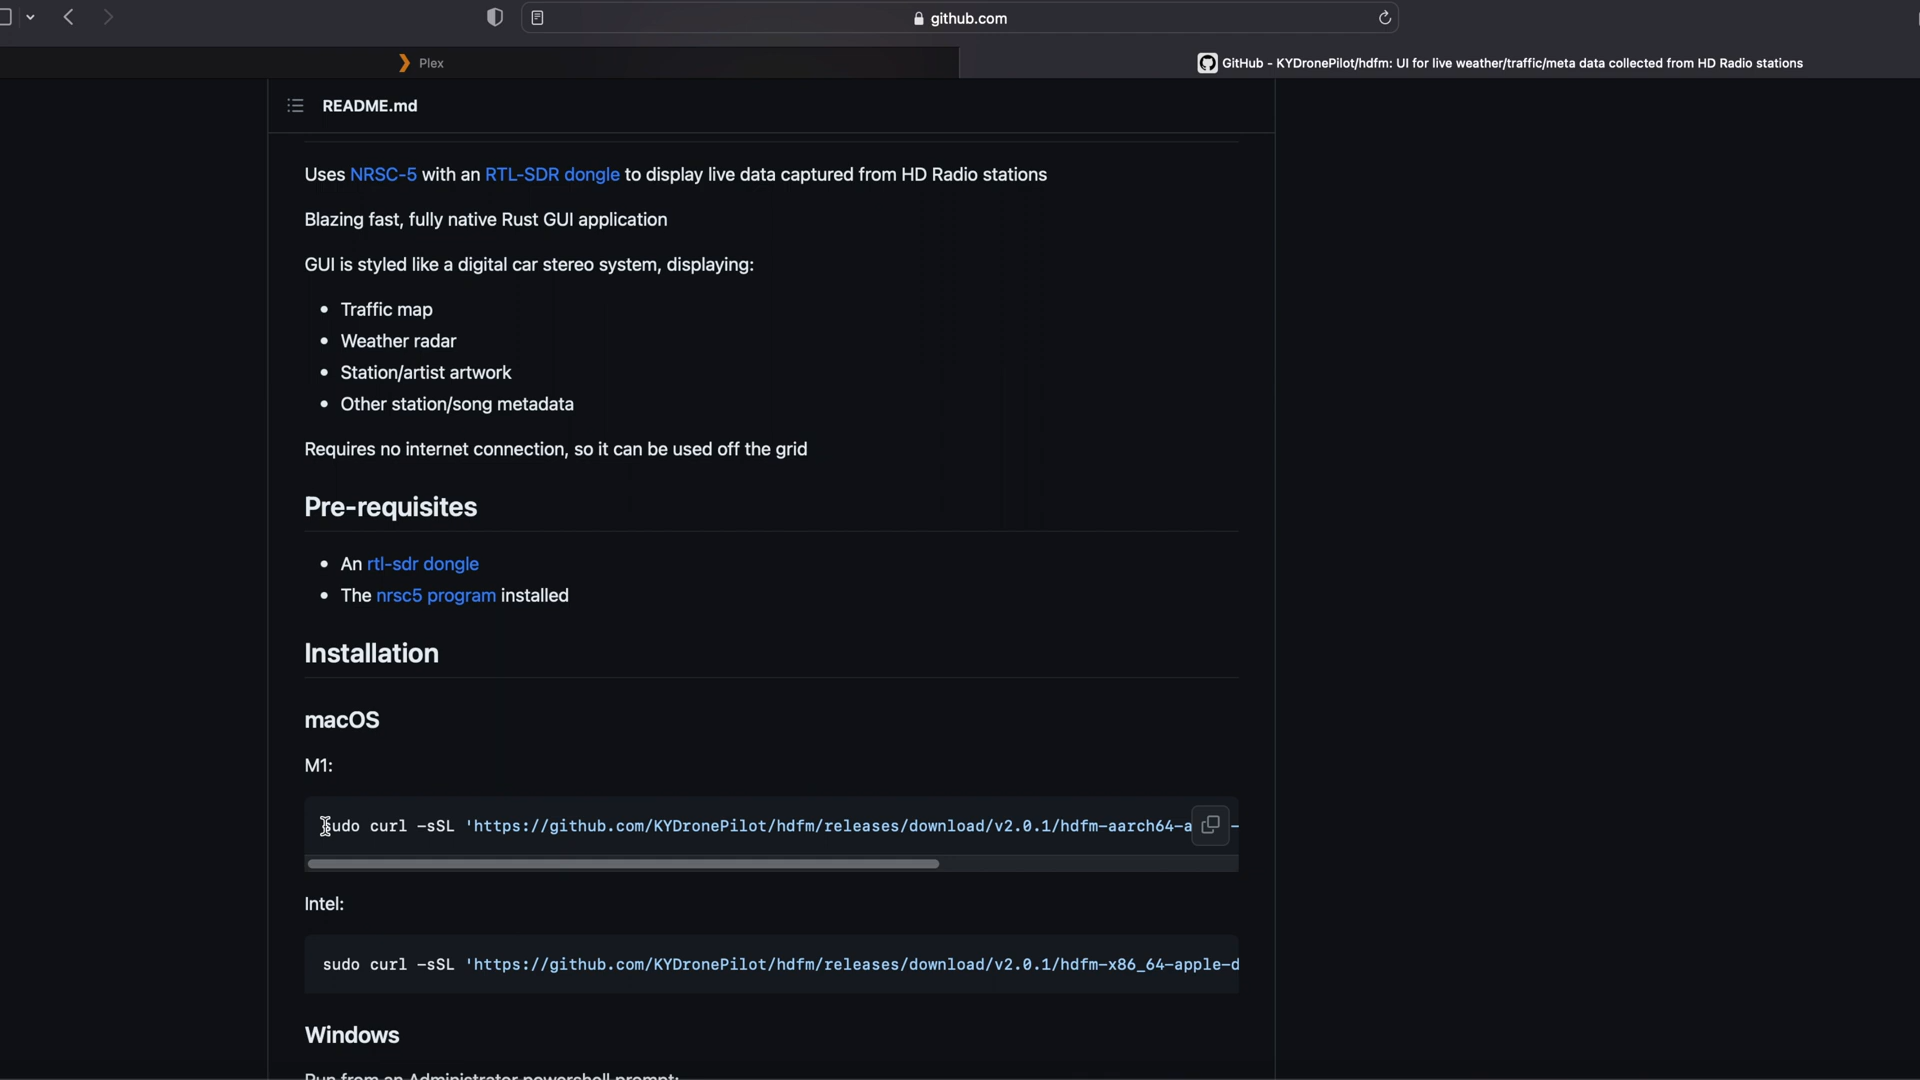 github.com
Plex
GitHub - KYDronePilot/hdfm: UI for live weather/traffic/meta data collected from HD Radio stations
README.md
Uses NRSC-5 with an RTL-SDR dongle to display live data captured from HD Radio stations
Blazing fast, fully native Rust GUI application
GUI is styled like a digital car stereo system, displaying:
Traffic map
Weather radar
Station/artist artwork
Other station/song metadata
Requires no internet connection, so it can be used off the grid
Pre-requisites
An rtl-sdr dongle
The nrsc5 program installed
Installation
macOS
M1:
sudo curl -sSL 'https://github.com/KYDronePilot/hdfm/releases/download/v2.0.1/hdfm-aarch64-a
Intel:
sudo curl -sSL 'https://github.com/KYDronePilot/hdfm/releases/download/v2.0.1/hdfm-x86_64-apple-d
Windows
Run from an Administrator powershell prompt: